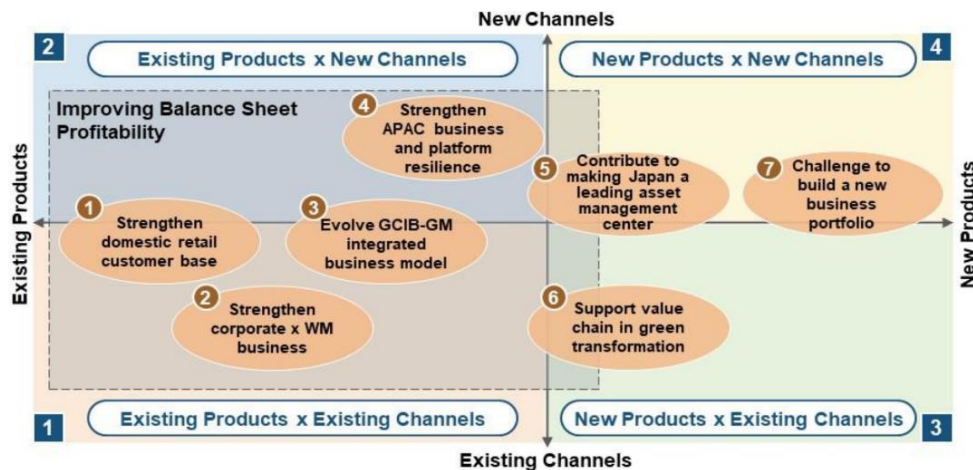 New Channels
2
Existing Products x New Channels
New Products x New Channels
4
Improving Balance Sheet
Profitability
4
Strengthen
APAC business
and platform
resilience
5
Contribute to
making Japan a
leading asset
management
center
7
Challenge to
build a new
business
portfolio
Existing Products
1
Strengthen
domestic retail
customer base
3
Evolve GCIB-GM
integrated
business model
New Products
2
Strengthen
corporate x WM
business
6
Support value
chain in green
transformation
1
Existing Products x Existing Channels
New Products x Existing Channels
3
Existing Channels